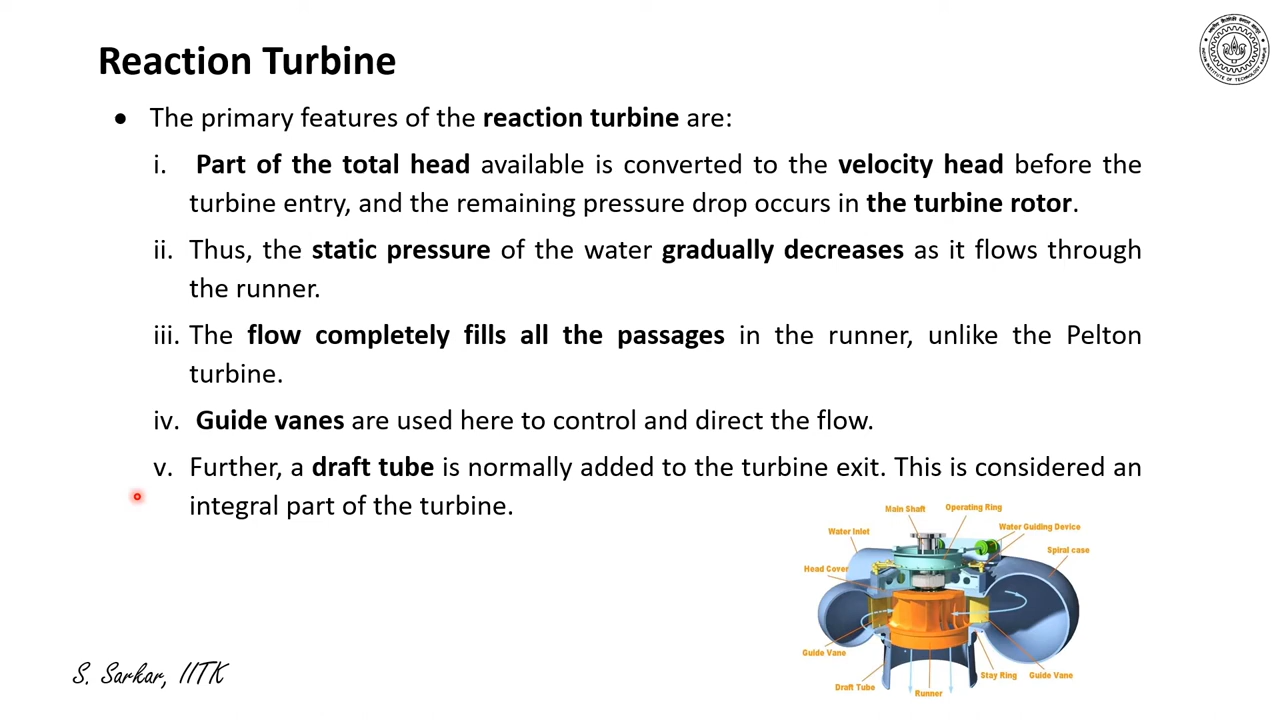 Reaction Turbine
● The primary features of the reaction turbine are:
i. Part of the total head available is converted to the velocity head before the
turbine entry, and the remaining pressure drop occurs in the turbine rotor.
ii. Thus, the static pressure of the water gradually decreases as it flows through
the runner.
iii. The flow completely fills all the passages in the runner, unlike the Pelton
turbine.
iv. Guide vanes are used here to control and direct the flow.
v. Further, a draft tube is normally added to the turbine exit. This is considered an
integral part of the turbine.
Main Shaft
Operating Ring
Water Inlet
Water Guiding Device
Spiral case
Head Cover
Guide Vane
Stay Ring
Guide Vane
Draft Tube
Runner
S. Sarkar, IITK
INDIAN INSTITUTE OF TECHNOLOGY KANPUR